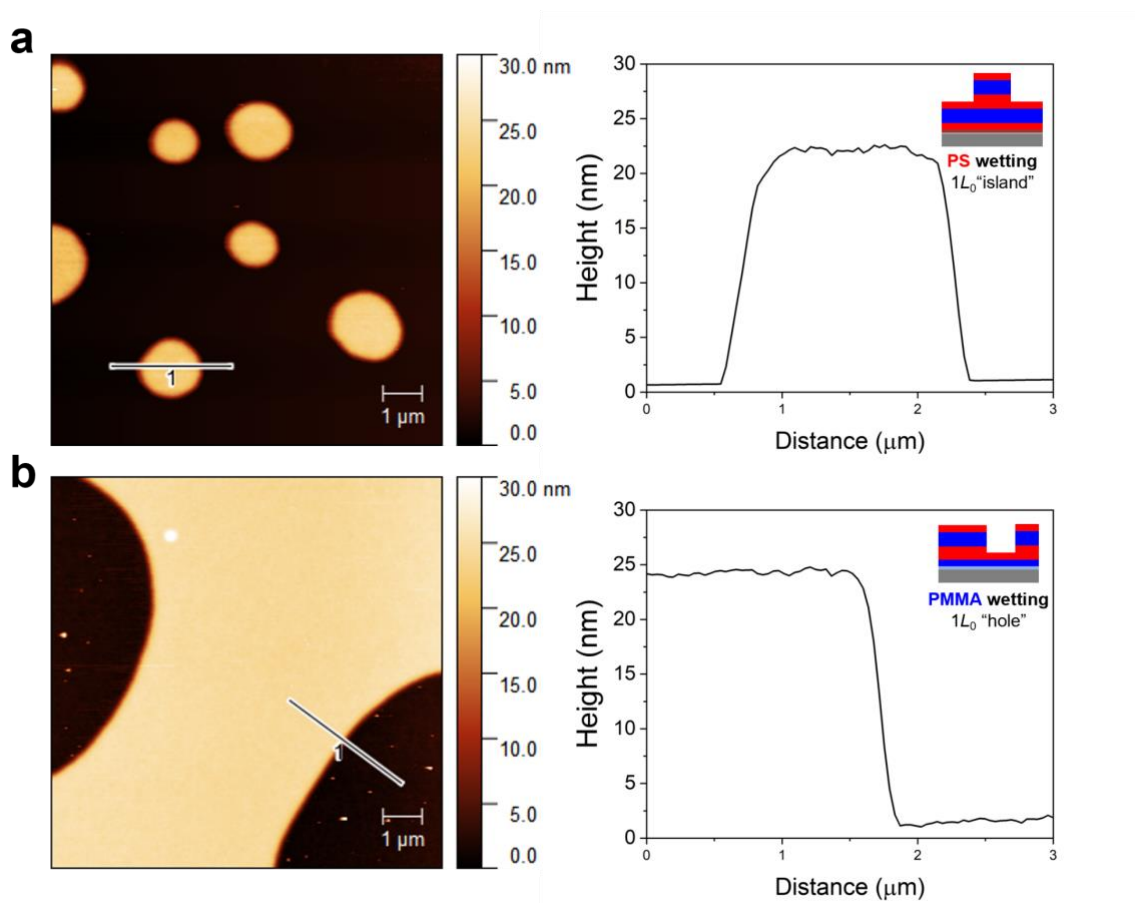 a
30.0 nm
25.0
20.0
15.0
10.0
5.0
0.0
1
1 µm
Height (nm)
30
25
20
15
10
5
0
0
1
2
3
Distance (µm)
PS wetting
1L₀“island”
b
30.0 nm
25.0
20.0
15.0
10.0
5.0
0.0
1
1 µm
Height (nm)
30
25
20
15
10
5
0
0
1
2
3
Distance (µm)
PMMA wetting
1L₀ “hole”